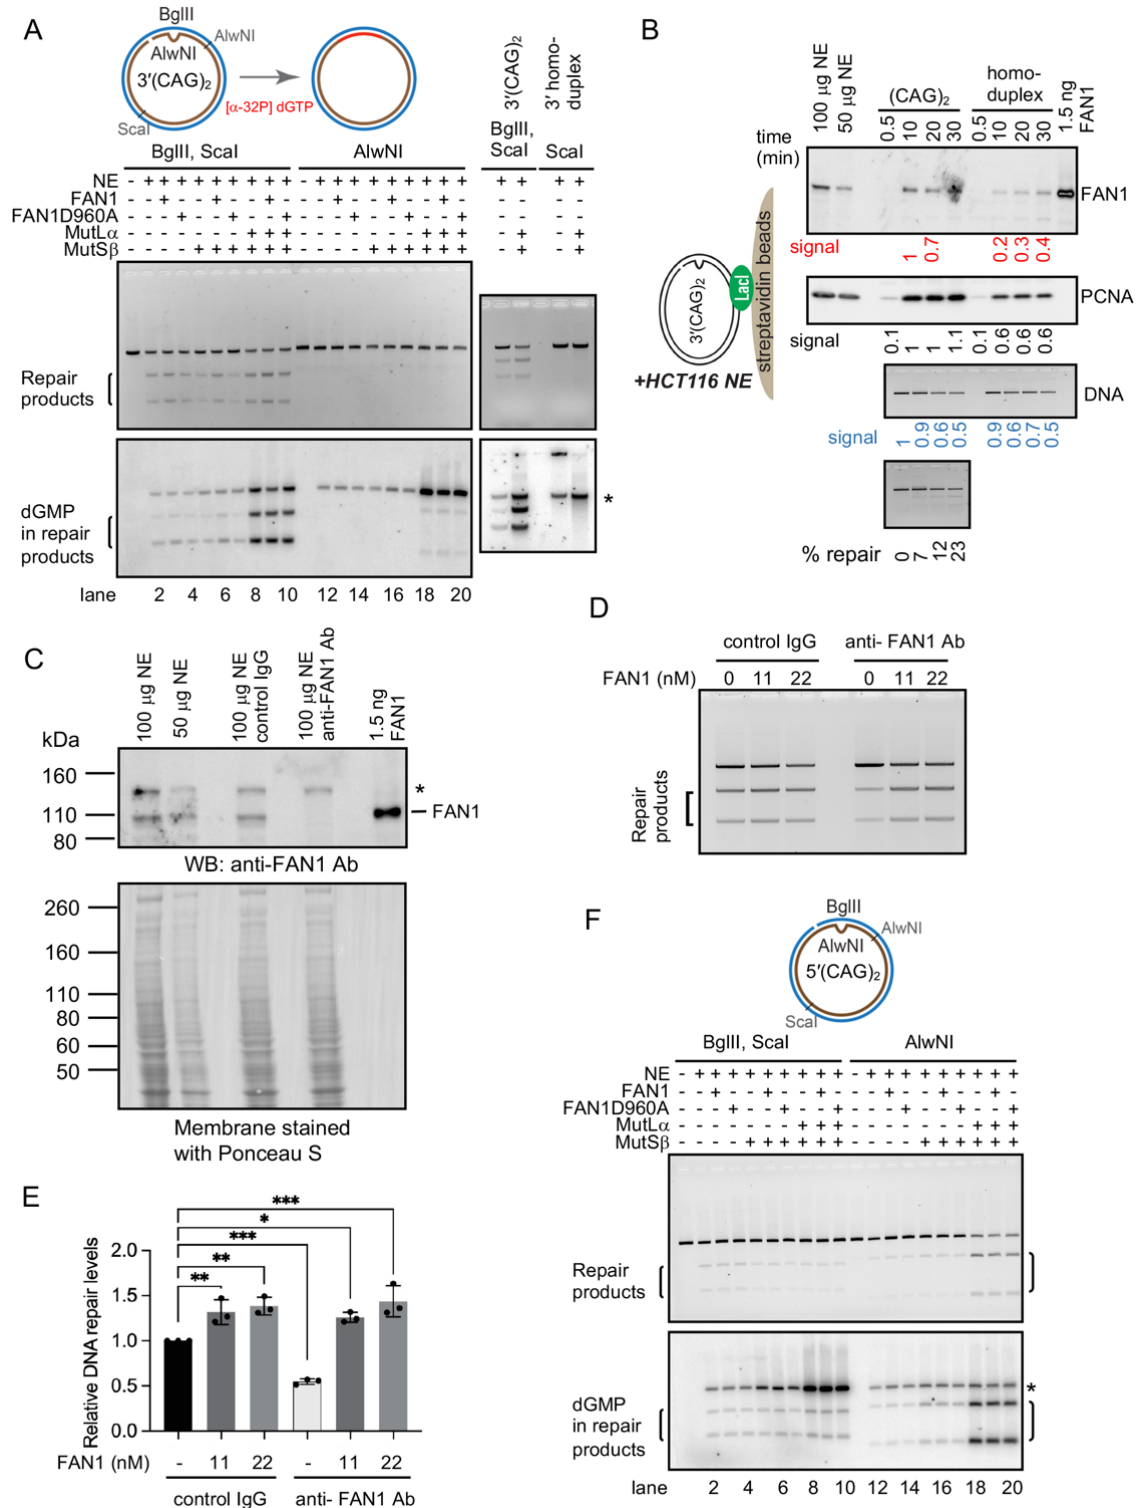 A
BglII
AlwNI
AlwNI
3′(CAG)₂
ScaI
[α-32P] dGTP
BglII, ScaI
AlwNI
3′(CAG)₂
3′ homo-
duplex
BglII,
ScaI
ScaI
NE - + + + + + + + + + - + + + + + + + + + + +
FAN1
FAN1D960A
MutLα
MutSβ
Repair
products
dGMP
in repair
products
*
lane 2 4 6 8 10 12 14 16 18 20
B
100 µg NE
50 µg NE
(CAG)₂
homo-
duplex
1.5 ng
FAN1
time
(min)
0.5 10 20 30 0.5 10 20 30
FAN1
signal 1 0.7 0.2 0.3 0.4
PCNA
signal 0.1 1 1 1.1 0.1 0.6 0.6 0.6
DNA
signal 1 0.9 0.6 0.5 0.9 0.6 0.7 0.5
% repair 0 7 12 23
3′(CAG)₂
LacI
streptavidin beads
+HCT116 NE
C
100 µg NE
50 µg NE
100 µg NE
control IgG
100 µg NE
anti-FAN1 Ab
1.5 ng
FAN1
kDa
160
110
80
*
FAN1
WB: anti-FAN1 Ab
260
160
110
80
60
50
Membrane stained
with Ponceau S
D
control IgG anti- FAN1 Ab
FAN1 (nM) 0 11 22 0 11 22
Repair
products
E
Relative DNA repair levels
2.0
1.5
1.0
0.5
0.0
***
*
***
**
**
FAN1 (nM) - 11 22 - 11 22
control IgG anti- FAN1 Ab
F
BglII
AlwNI
AlwNI
5′(CAG)₂
ScaI
BglII, ScaI
AlwNI
NE
FAN1
FAN1D960A
MutLα
MutSβ
Repair
products
dGMP
in repair
products
*
lane 2 4 6 8 10 12 14 16 18 20